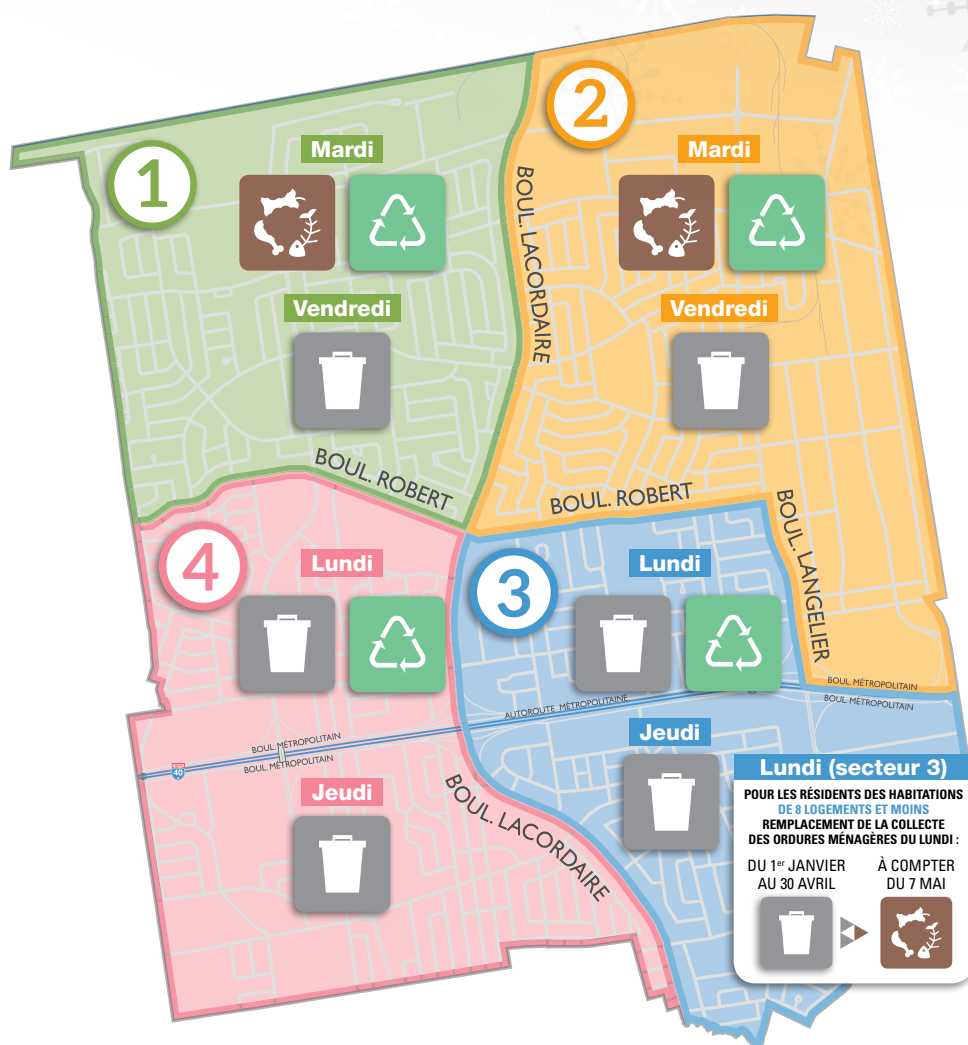 1
Mardi
Vendredi
BOUL. ROBERT
BOUL. LACORDAIRE
2
Mardi
Vendredi
BOUL. ROBERT
BOUL. LANGELIER
BOUL. MÉTROPOLITAIN
BOUL. MÉTROPOLITAIN
4
Lundi
BOUL. MÉTROPOLITAIN
BOUL. MÉTROPOLITAIN
40
Jeudi
BOUL. LACORDAIRE
3
Lundi
AUTOROUTE MÉTROPOLITAINE
Jeudi
Lundi (secteur 3)
POUR LES RÉSIDENTS DES HABITATIONS
DE 8 LOGEMENTS ET MOINS
REMPLACEMENT DE LA COLLECTE
DES ORDURES MÉNAGÈRES DU LUNDI :
DU 1er JANVIER
AU 30 AVRIL
À COMPTER
DU 7 MAI